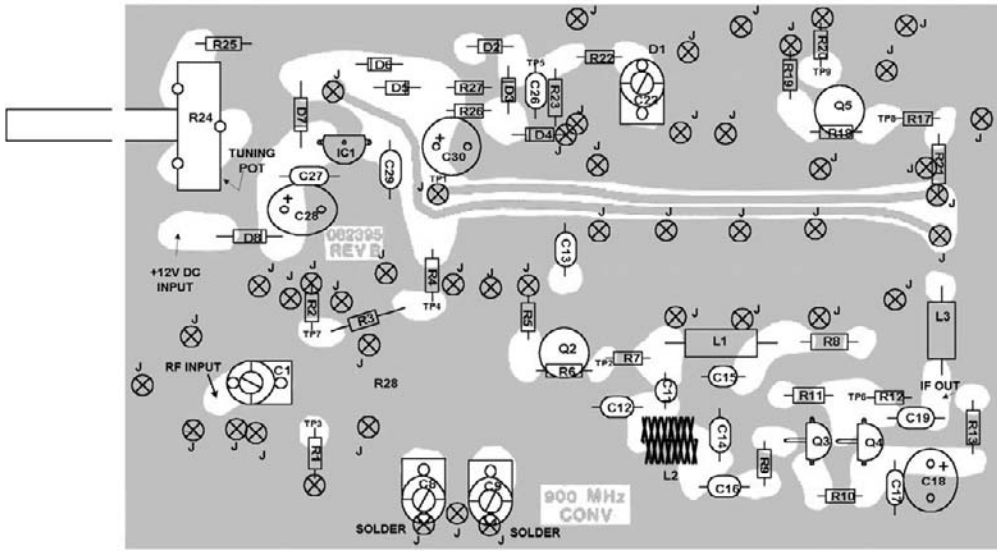 J
J
J
J
R25
D2
R22
D1
R20
J
D6
TP5
J
TP9
J
D5
R27
D3
C26
R23
C22
R19
R24
D7
R26
Q5
TP8
R17
J
D4
R18
IC1
C30
TUNING
POT
C27
C29
TP1
R21
J
C28
+
D8
082395
REV B
C13
+12V DC
INPUT
R4
R2
R3
TP4
R5
TP7
L3
Q2
L1
R8
RF INPUT
C1
R28
R6
TP2
R7
C15
C11
IF OUT
R11
TP6
R12
C12
C19
TP3
R1
C14
Q3
Q4
R13
L2
R9
C8
C9
C16
R10
C17
C18
+
900 MHz
CONV
SOLDER
SOLDER